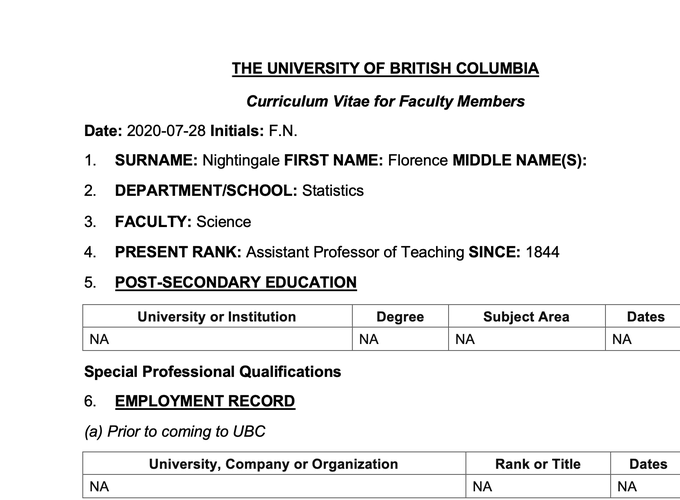 THE UNIVERSITY OF BRITISH COLUMBIA
Curriculum Vitae for Faculty Members
Date: 2020-07-28 Initials: F.N.
1. SURNAME: Nightingale FIRST NAME: Florence MIDDLE NAME(S):
2. DEPARTMENT/SCHOOL: Statistics
3. FACULTY: Science
4. PRESENT RANK: Assistant Professor of Teaching SINCE: 1844
5. POST-SECONDARY EDUCATION
University or Institution Degree Subject Area Dates
NA NA NA NA
Special Professional Qualifications
6. EMPLOYMENT RECORD
(a) Prior to coming to UBC
University, Company or Organization Rank or Title Dates
NA NA NA